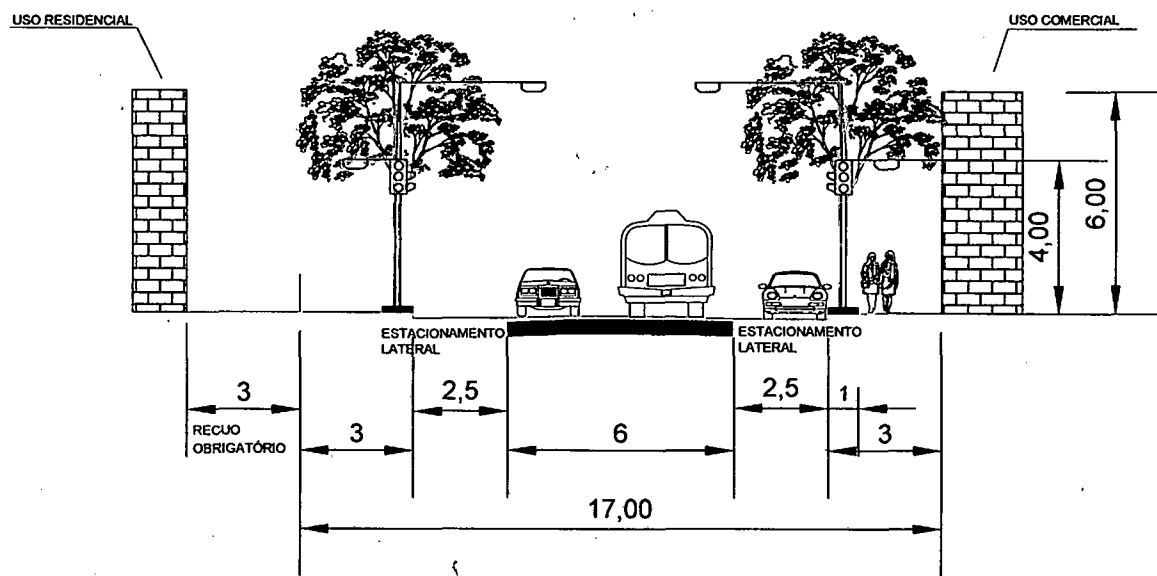 USO RESIDENCIAL
USO COMERCIAL
4,00
6,00
ESTACIONAMENTO
LATERAL
ESTACIONAMENTO
LATERAL
3
2,5
2,5
1
RECUO
OBRIGATÓRIO
3
6
3
17,00